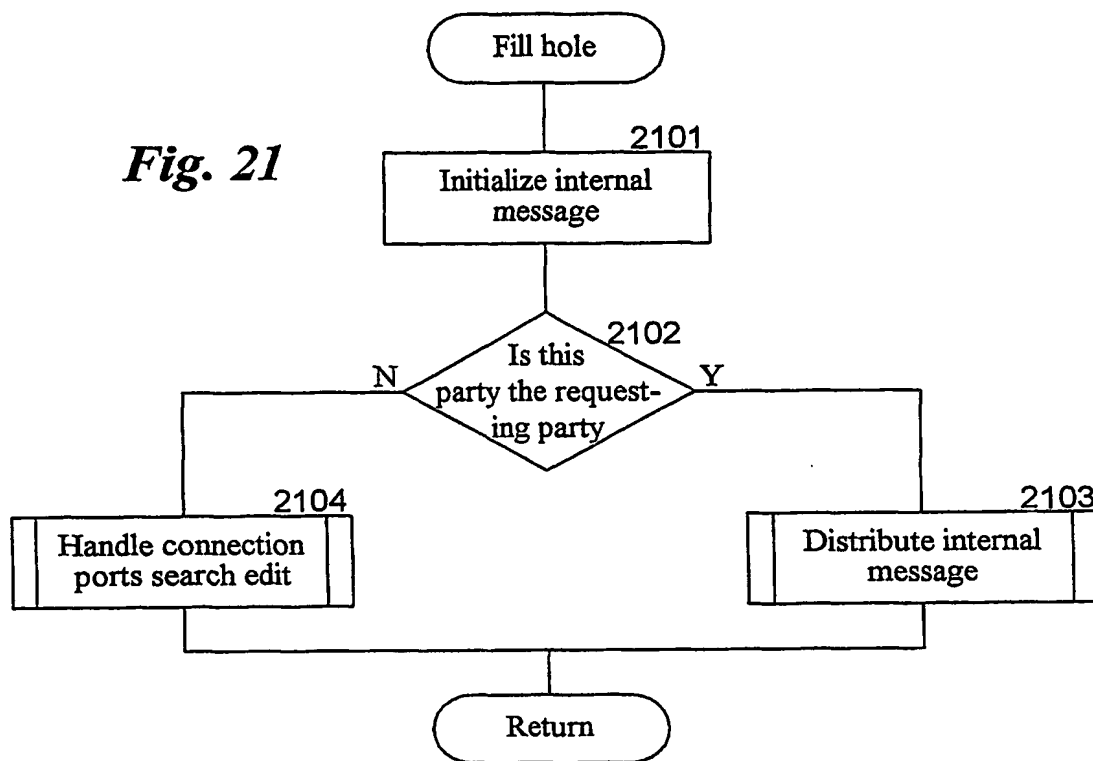 Fill hole
Fig. 21
2101
Initialize internal
message
2102
Is this
party the request-
ing party
N
Y
2104
Handle connection
ports search edit
2103
Distribute internal
message
Return